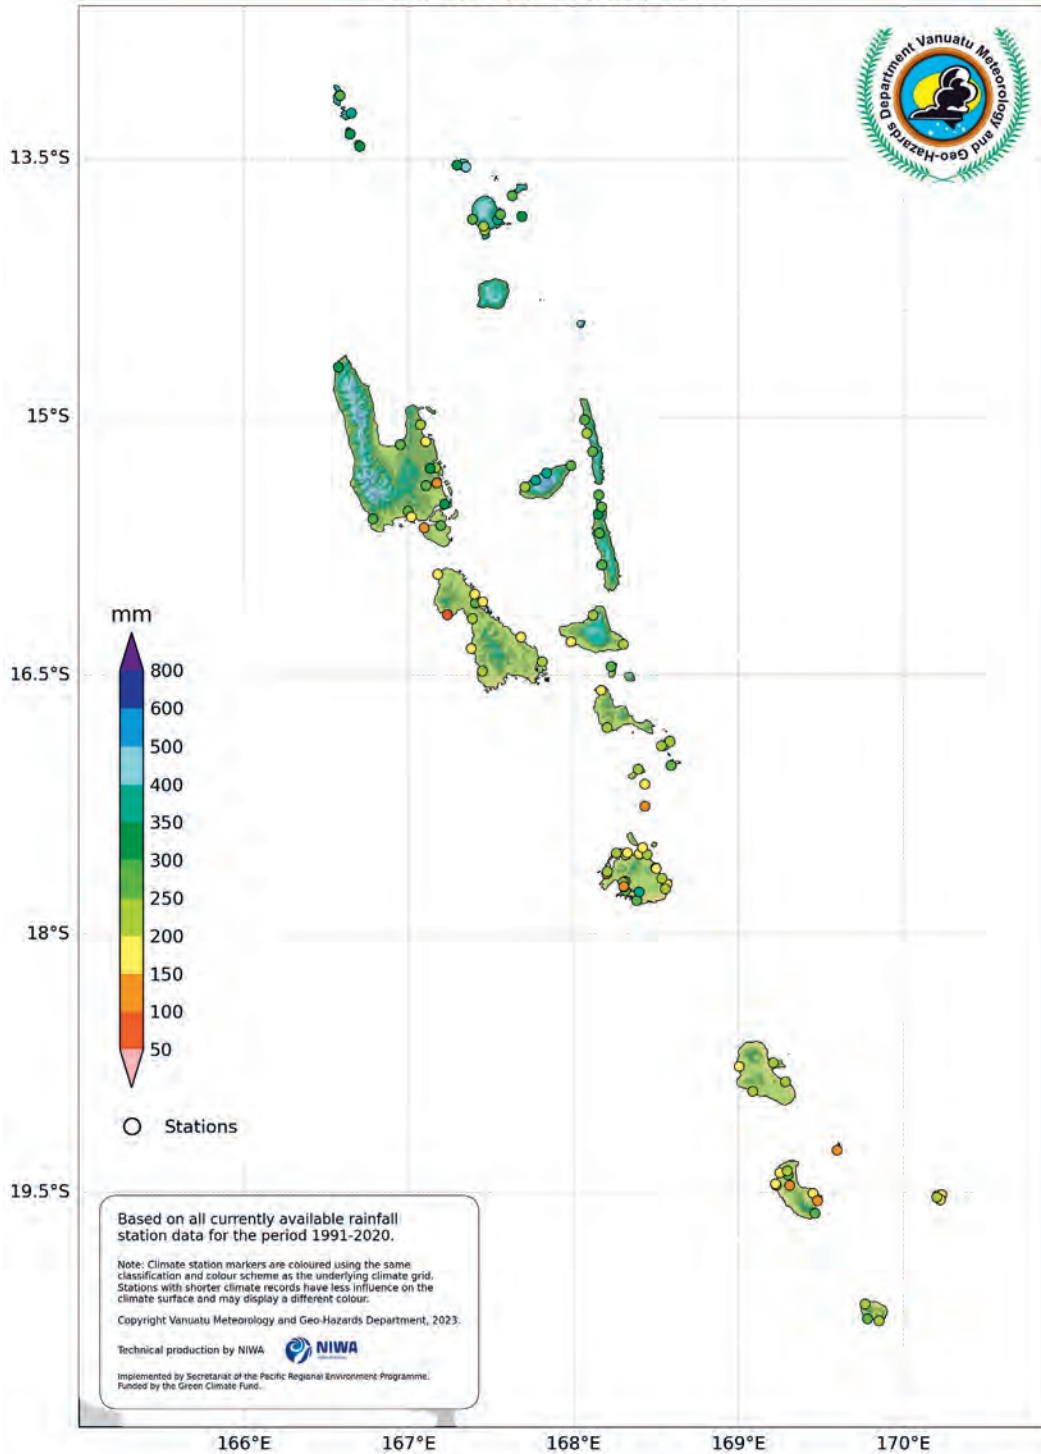 Vanuatu Meteorology and Geo-Hazards Department
13.5°S
15°S
16.5°S
18°S
19.5°S
mm
800
600
500
400
350
300
250
200
150
100
50
Stations
Based on all currently available rainfall
station data for the period 1991-2020.
Note: Climate station markers are coloured using the same
classification and colour scheme as the underlying climate grid.
Stations with shorter climate records have less influence on the
climate surface and may display a different colour.
Copyright Vanuatu Meteorology and Geo-Hazards Department, 2023.
Technical production by NIWA
NIWA
Implemented by Secretariat of the Pacific Regional Environment Programme.
Funded by the Green Climate Fund.
166°E
167°E
168°E
169°E
170°E